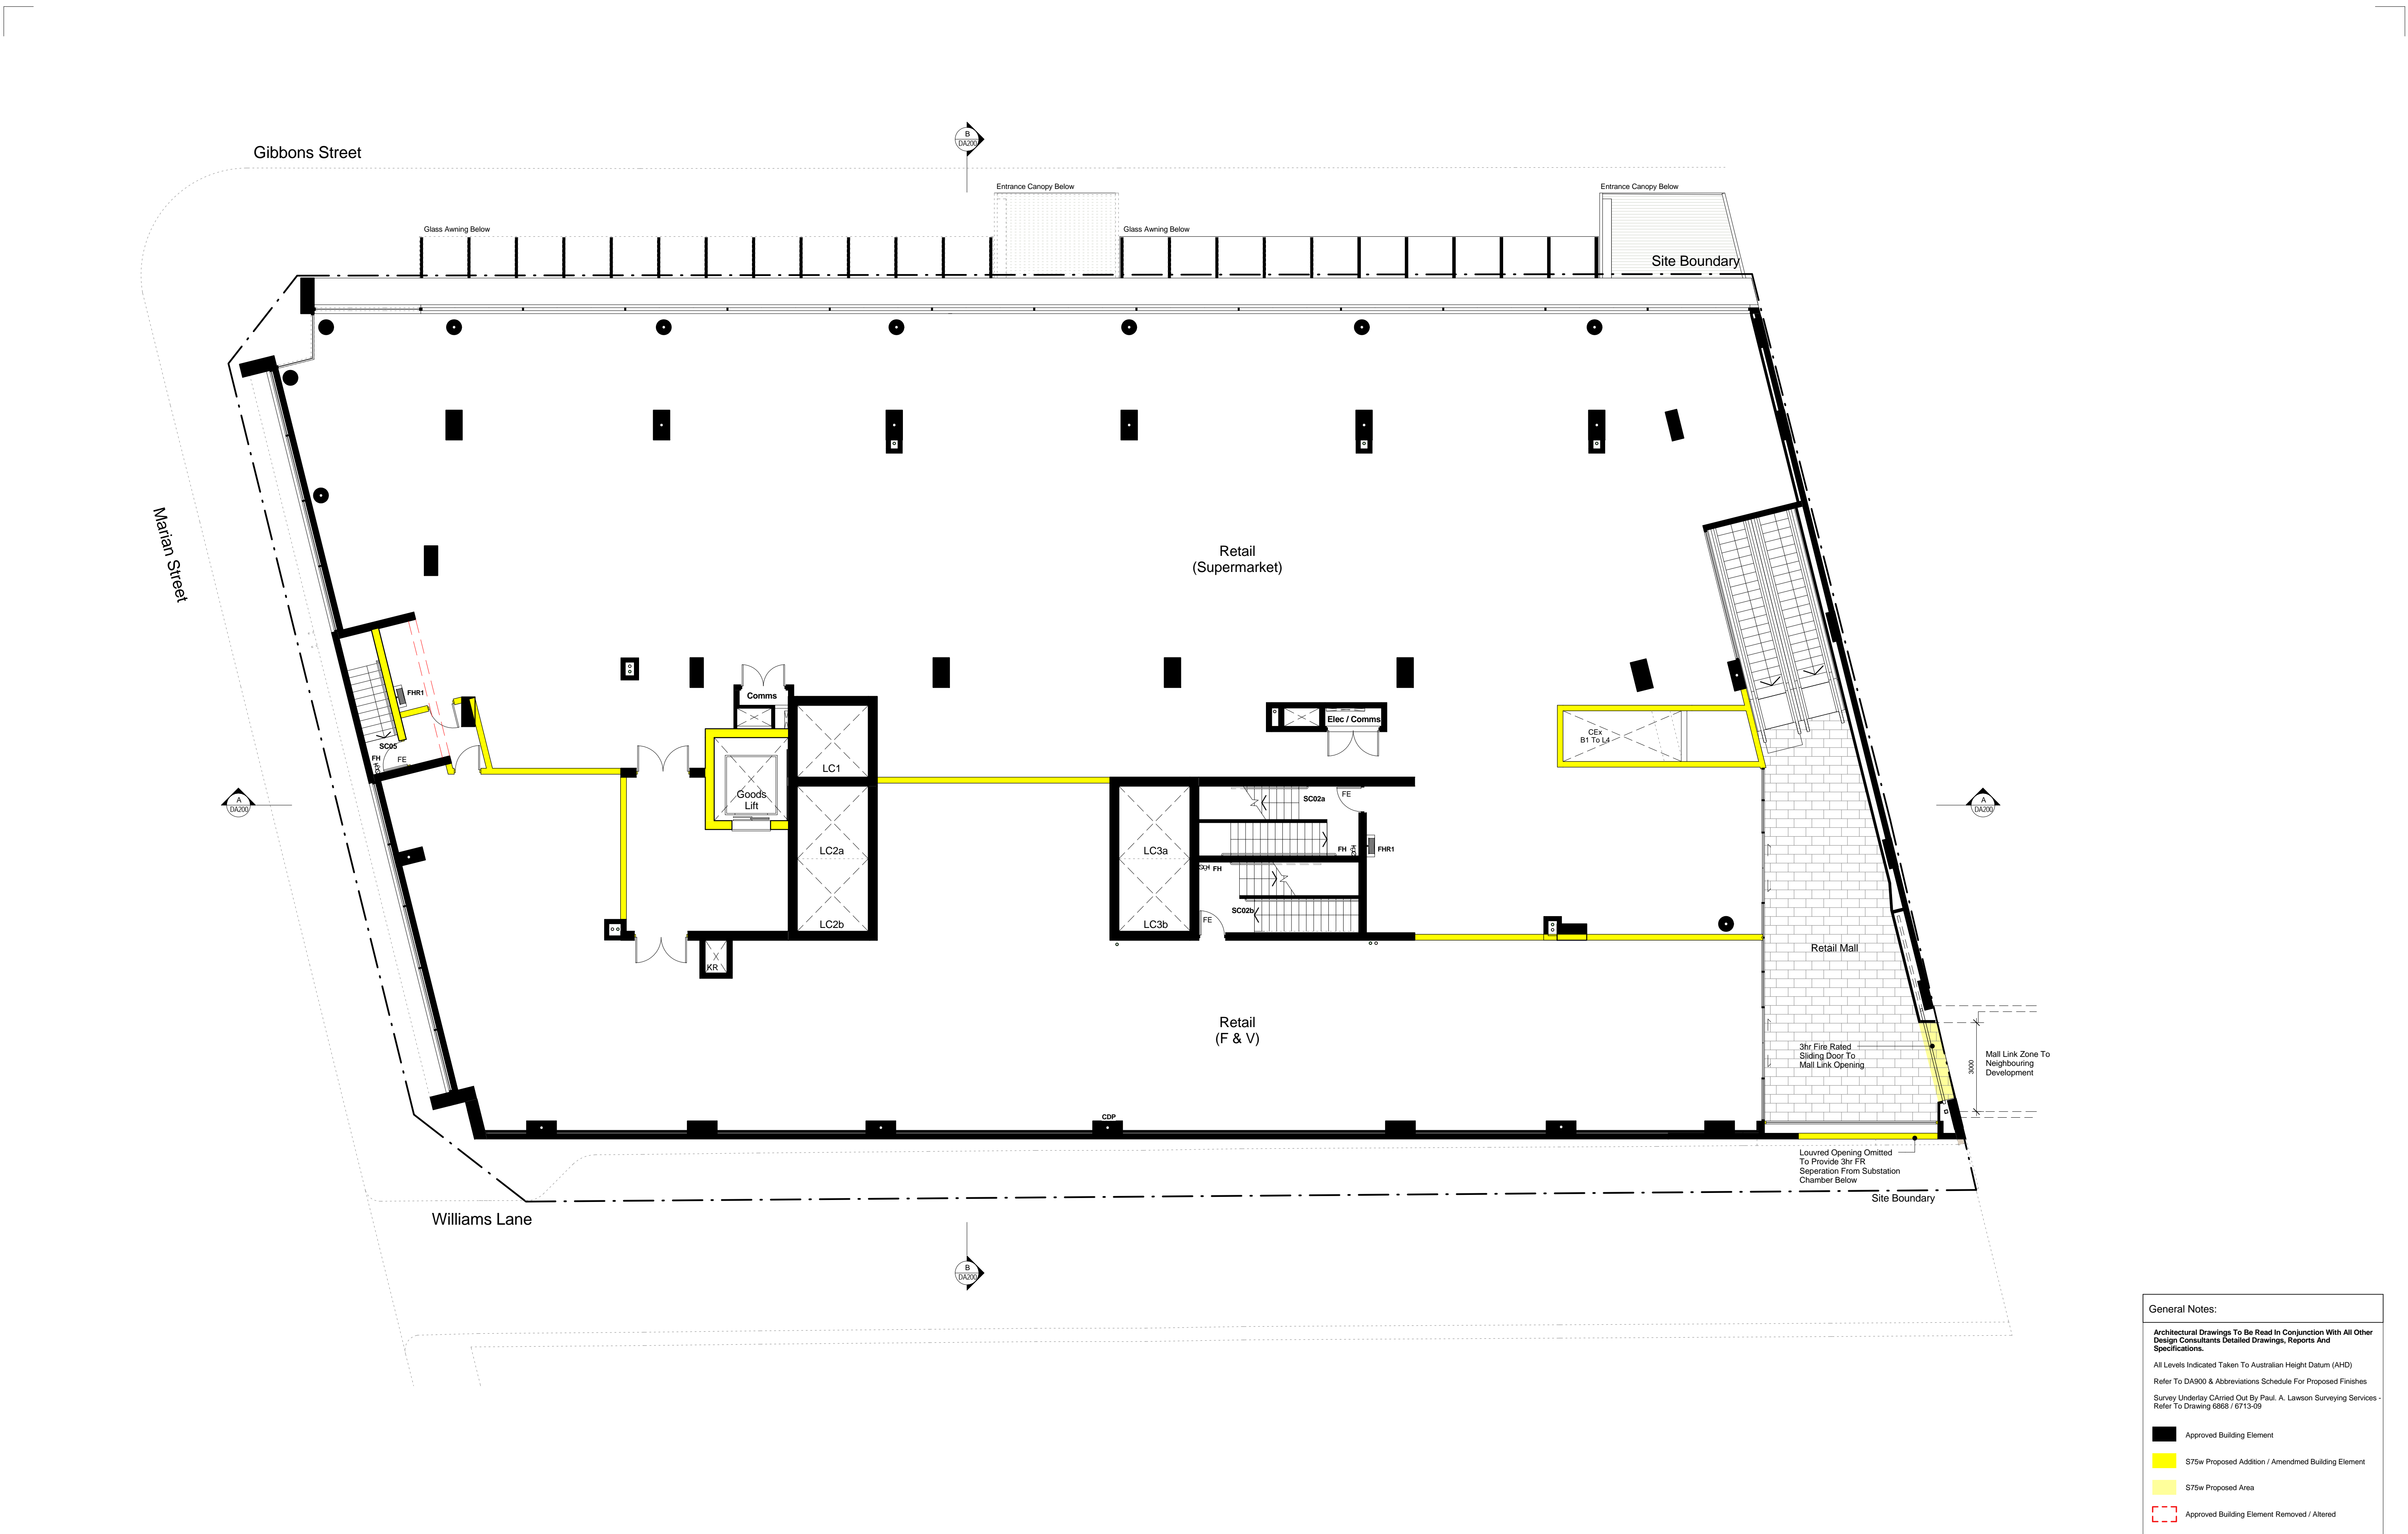 B
DA200
Gibbons Street
Entrance Canopy Below
Entrance Canopy Below
Glass Awning Below
Glass Awning Below
Site Boundary
Marian Street
Retail
(Supermarket)
FHR1
Comms
SC05
FH
FE
Elec / Comms
CEx
B1 To L4
LC1
Goods
Lift
A
DA200
SC02a
FE
A
DA200
LC2a
LC3a
FH
FHR1
FH
LC2b
LC3b
FE
SC02b
KR
Retail Mall
Retail
(F & V)
3hr Fire Rated
Sliding Door To
Mall Link Opening
3000
Mall Link Zone To
Neighbouring
Development
CDP
Louvred Opening Omitted
To Provide 3hr FR
Seperation From Substation
Chamber Below
Site Boundary
Williams Lane
B
DA200
General Notes:
Architectural Drawings To Be Read In Conjunction With All Other
Design Consultants Detailed Drawings, Reports And
Specifications.
All Levels Indicated Taken To Australian Height Datum (AHD)
Refer To DA900 & Abbreviations Schedule For Proposed Finishes
Survey Underlay CArried Out By Paul. A. Lawson Surveying Services -
Refer To Drawing 6868 / 6713-09
Approved Building Element
S75w Proposed Addition / Amendmed Building Element
S75w Proposed Area
Approved Building Element Removed / Altered